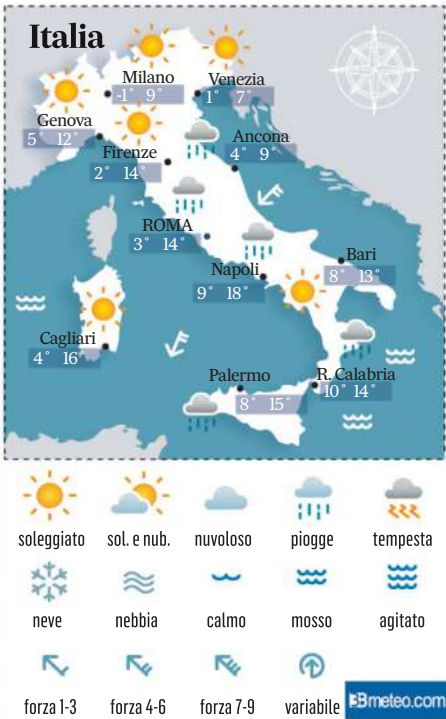 Italia
Milano
-1° 9°
Venezia
1° 7°
Genova
5° 12°
Firenze
2° 14°
Ancona
4° 9°
ROMA
3° 14°
Napoli
9° 18°
Bari
8° 13°
Cagliari
4° 16°
Palermo
8° 15°
R. Calabria
10° 14°
soleggiato sol. e nub. nuvoloso piogge tempesta
neve nebbia calmo mosso agitato
forza 1-3 forza 4-6 forza 7-9 variabile
3Bmeteo.com